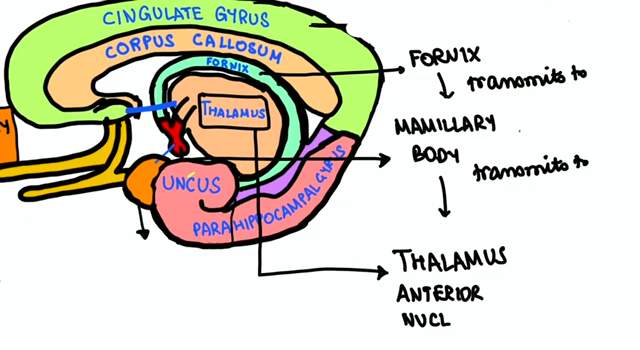 CINGULATE GYRUS
CORPUS CALLOSUM
FORNIX
THALAMUS
UNCUS
PARAHIPPOCAMPAL GYRUS
FORNIX
transmits to
MAMILLARY
BODY
transmits to
THALAMUS
ANTERIOR
NUCL